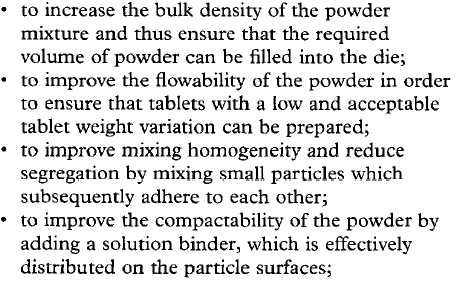 • to increase the bulk density of the powder
mixture and thus ensure that the required
volume of powder can be filled into the die;
• to improve the flowability of the powder in order
to ensure that tablets with a low and acceptable
tablet weight variation can be prepared;
• to improve mixing homogeneity and reduce
segregation by mixing small particles which
subsequently adhere to each other;
• to improve the compactability of the powder by
adding a solution binder, which is effectively
distributed on the particle surfaces;